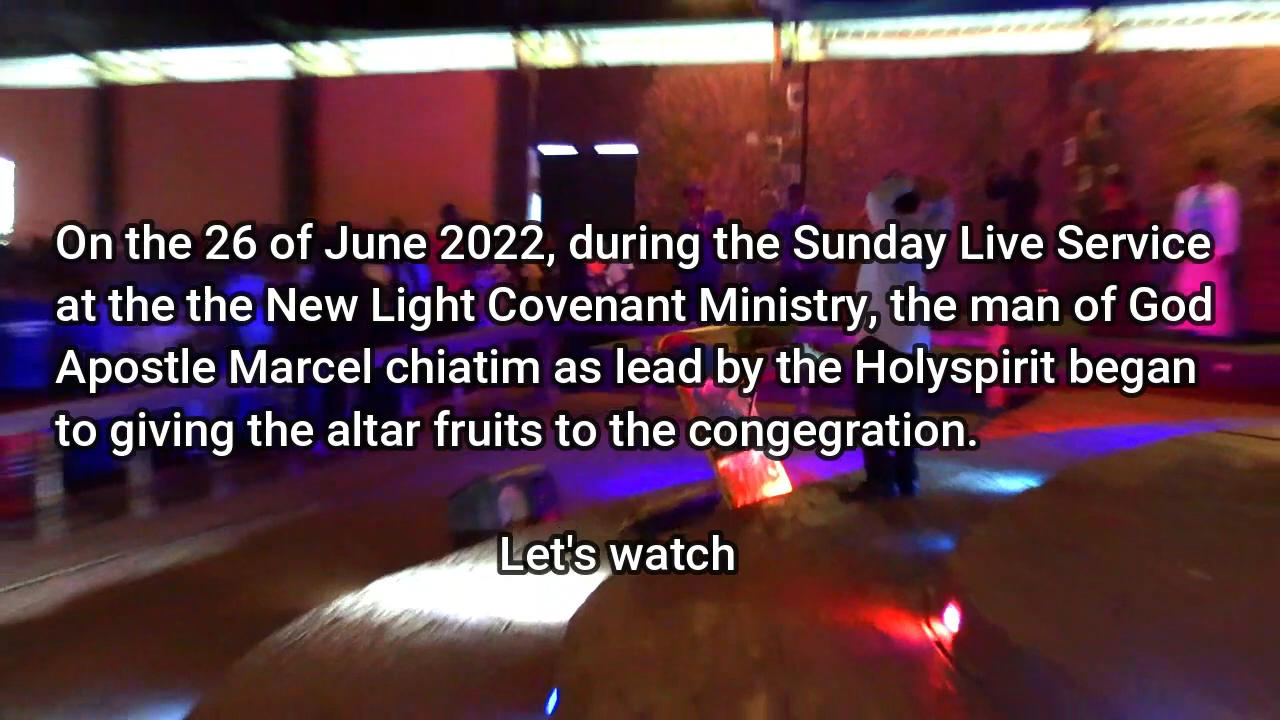 On the 26 of June 2022, during the Sunday Live Service
at the the New Light Covenant Ministry, the man of God
Apostle Marcel chiatim as lead by the Holyspirit began
to giving the altar fruits to the congegration.
Let's watch